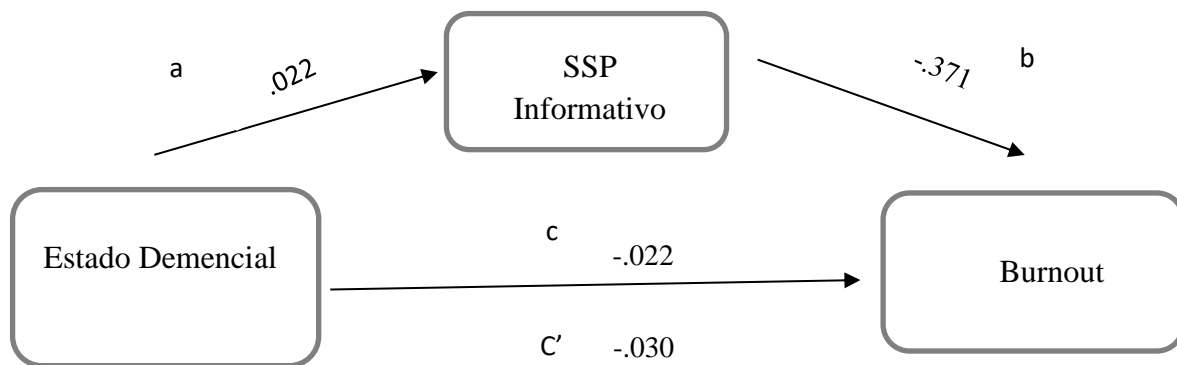 a
.022
SSP
Informativo
-.371
b
Estado Demencial
c
-.022
Burnout
C’
-.030